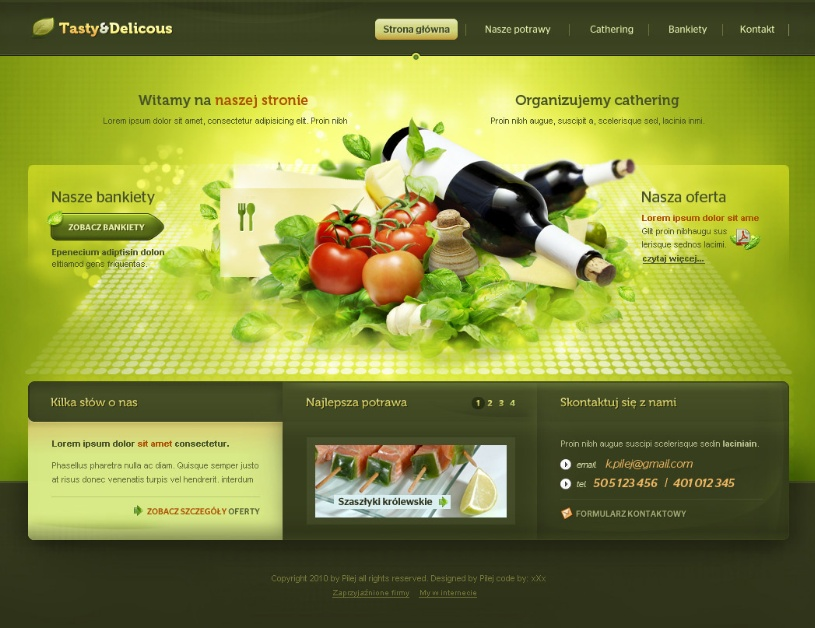 Tasty&Delicous
Strona główna
Nasze potrawy
Cathering
Bankiety
Kontakt
Witamy na naszej stronie
Lorem ipsum dolor sit amet, consectetur adipisicing elit. Proin nibh
Organizujemy cathering
Proin nibh augue, suscipit a, scelerisque sed, lacinia inmi.
Nasze bankiety
ZOBACZ BANKIETY
Epenecium adiptisin dolon
elitiamod gens friquentas.
Nasza oferta
Lorem ipsum dolor sit ame
Glit proin nibhaugu sus
lerisque sednos lacimi.
czytaj więcej...
Kilka słów o nas
Lorem ipsum dolor sit amet consectetur.
Phasellus pharetra nulla ac diam. Quisque semper justo
at risus donec venenatis turpis vel hendrerit. interdum
ZOBACZ SZCZEGÓŁY OFERTY
Najlepsza potrawa
1 2 3 4
Szaszłyki królewskie
Skontaktuj się z nami
Proin nibh augue suscipi scelerisque sedin laciniain.
email. k.pilej@gmail.com
tel. 505 123 456 / 401 012 345
FORMULARZ KONTAKTOWY
Copyright 2010 by Pilej all rights reserved. Designed by Pilej code by: xXx
Zaprzyjaźnione firmy My w internecie